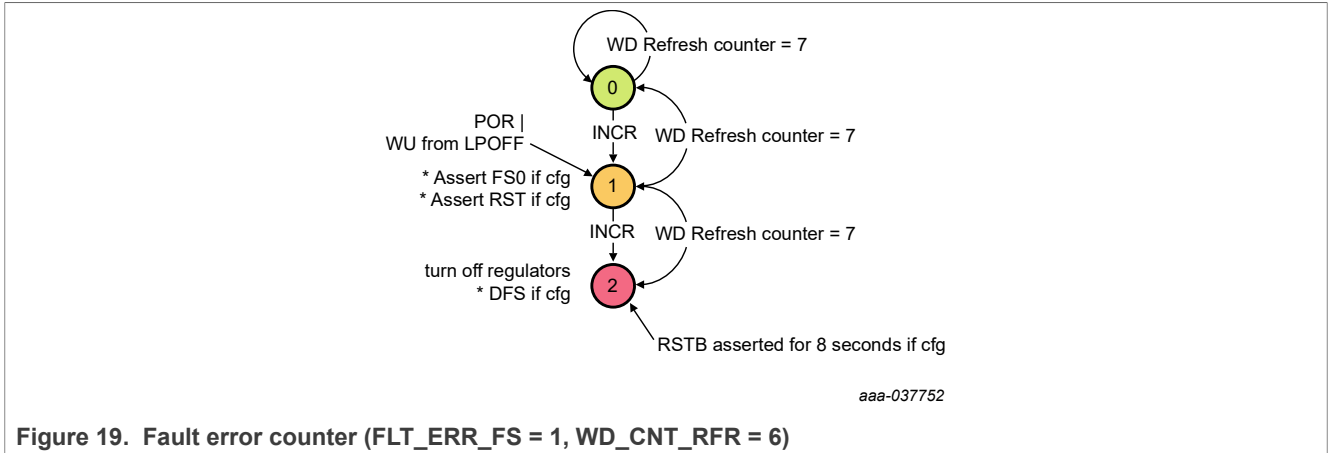 WD Refresh counter = 7
0
POR |
WU from LPOFF
INCR
WD Refresh counter = 7
* Assert FS0 if cfg
* Assert RST if cfg
1
INCR
WD Refresh counter = 7
turn off regulators
* DFS if cfg
2
RSTB asserted for 8 seconds if cfg
aaa-037752
Figure 19. Fault error counter (FLT_ERR_FS = 1, WD_CNT_RFR = 6)